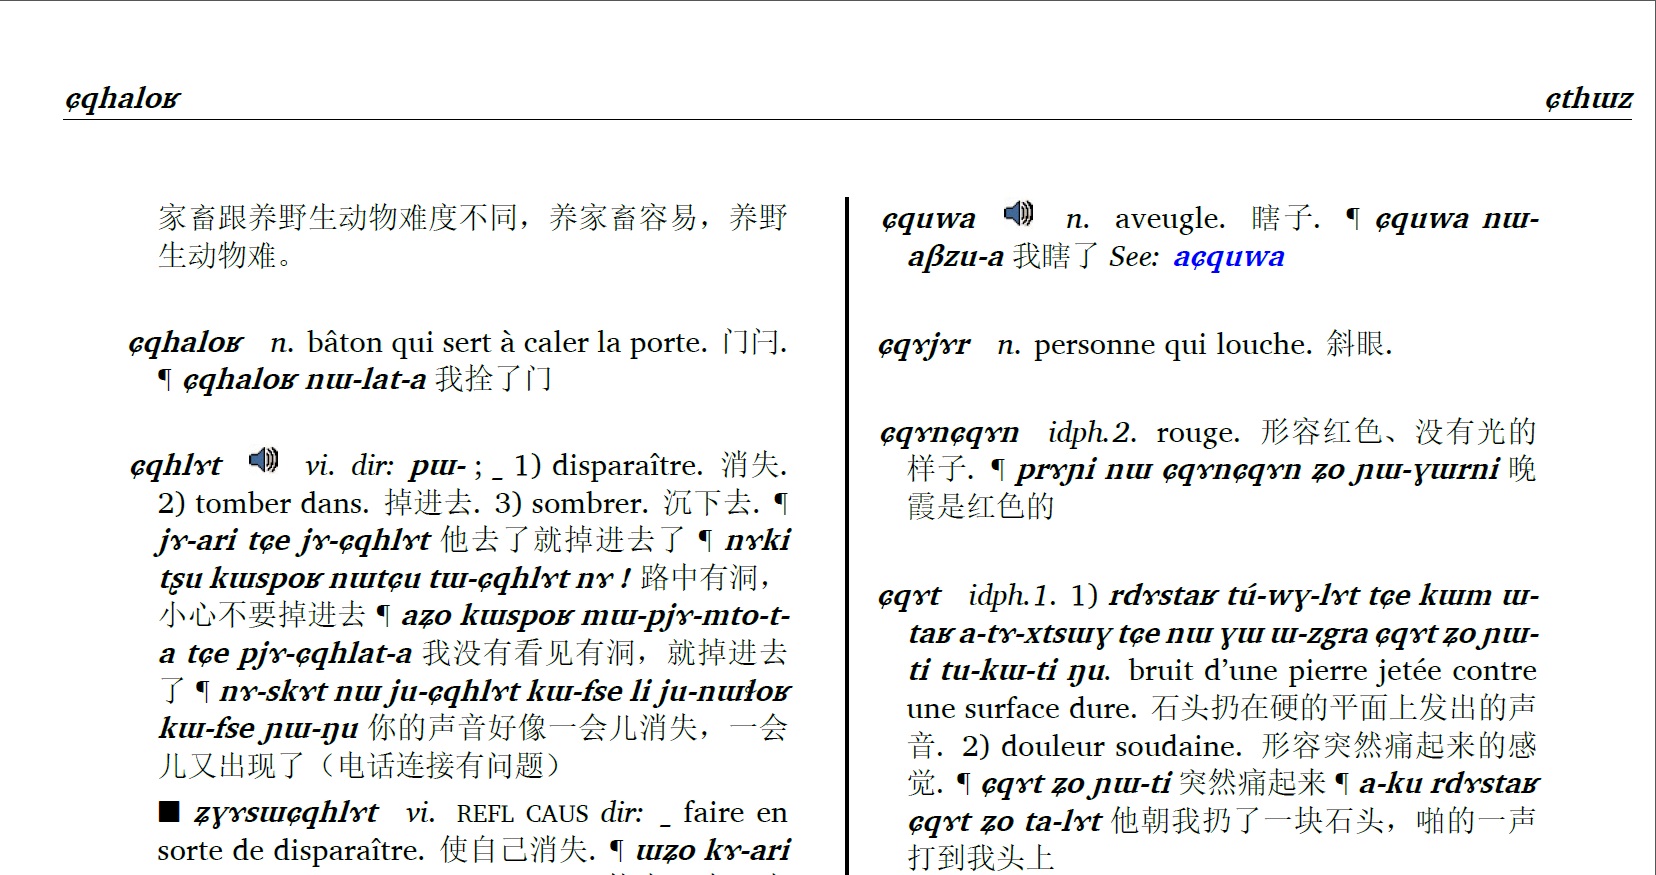 ɕqhaloʁ
ɕthɯz
家畜跟养野生动物难度不同，养家畜容易，养野
生动物难。
ɕqhaloʁ n. bâton qui sert à caler la porte. 门闩.
¶ ɕqhaloʁ nɯ-lat-a 我拴了门
ɕqhlɤt vi. dir: pɯ- ; _ 1) disparaître. 消失.
2) tomber dans. 掉进去. 3) sombrer. 沉下去. ¶
jɤ-ari tɕe jɤ-ɕqhlɤt 他去了就掉进去了 ¶ nɤki
tʂu kɯspoʁ nɯtɕu tɯ-ɕqhlɤt nɤ ! 路中有洞，
小心不要掉进去 ¶ aʑo kɯspoʁ mɯ-pjɤ-mto-t-
a tɕe pjɤ-ɕqhlat-a 我没有看见有洞，就掉进去
了 ¶ nɤ-skɤt nɯ ju-ɕqhlɤt kɯ-fse li ju-nɯɬoʁ
kɯ-fse ɲɯ-ŋu 你的声音好像一会儿消失，一会
儿又出现了（电话连接有问题）
■ ʑɣɤsɯɕqhlɤt vi. REFL CAUS dir: _ faire en
sorte de disparaître. 使自己消失. ¶ ɯʑo kɤ-ari
ɕquwa n. aveugle. 瞎子. ¶ ɕquwa nɯ-
aβzu-a 我瞎了 See: aɕquwa
ɕqɤjɤr n. personne qui louche. 斜眼.
ɕqɤnɕqɤn idph.2. rouge. 形容红色、没有光的
样子. ¶ prɤɲi nɯ ɕqɤnɕqɤn ʑo ɲɯ-ɣɯrni 晚
霞是红色的
ɕqɤt idph.1. 1) rdɤstaʁ tú-wɣ-lɤt tɕe kɯm ɯ-
taʁ a-tɤ-xtsɯɣ tɕe nɯ ɣɯ ɯ-zgra ɕqɤt ʑo ɲɯ-
ti tu-kɯ-ti ŋu. bruit d’une pierre jetée contre
une surface dure. 石头扔在硬的平面上发出的声
音. 2) douleur soudaine. 形容突然痛起来的感
觉. ¶ ɕqɤt ʑo ɲɯ-ti 突然痛起来 ¶ a-ku rdɤstaʁ
ɕqɤt ʑo ta-lɤt 他朝我扔了一块石头，啪的一声
打到我头上